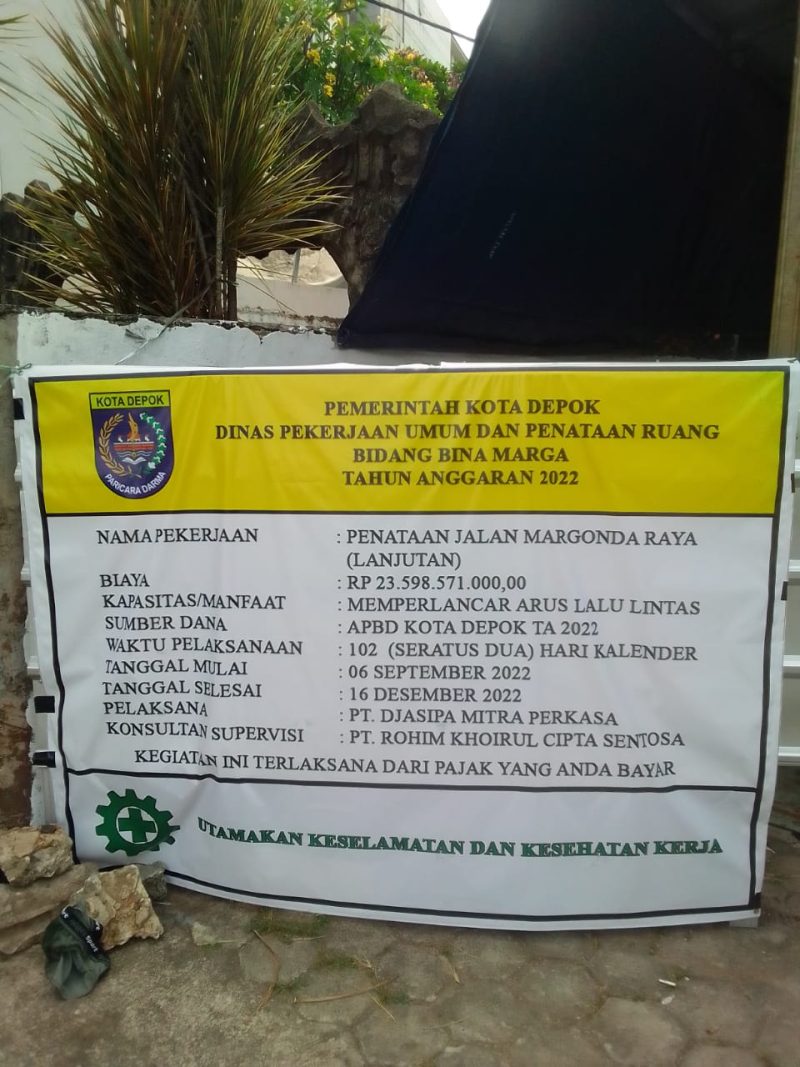 KOTA DEPOK
PARICARA DARMA
PEMERINTAH KOTA DEPOK
DINAS PEKERJAAN UMUM DAN PENATAAN RUANG
BIDANG BINA MARGA
TAHUN ANGGARAN 2022
NAMA PEKERJAAN : PENATAAN JALAN MARGONDA RAYA
(LANJUTAN)
BIAYA : RP 23.598.571.000,00
KAPASITAS/MANFAAT : MEMPERLANCAR ARUS LALU LINTAS
SUMBER DANA : APBD KOTA DEPOK TA 2022
WAKTU PELAKSANAAN : 102 (SERATUS DUA) HARI KALENDER
TANGGAL MULAI : 06 SEPTEMBER 2022
TANGGAL SELESAI : 16 DESEMBER 2022
PELAKSANA : PT. DJASIPA MITRA PERKASA
KONSULTAN SUPERVISI : PT. ROHIM KHOIRUL CIPTA SENTOSA
KEGIATAN INI TERLAKSANA DARI PAJAK YANG ANDA BAYAR
UTAMAKAN KESELAMATAN DAN KESEHATAN KERJA